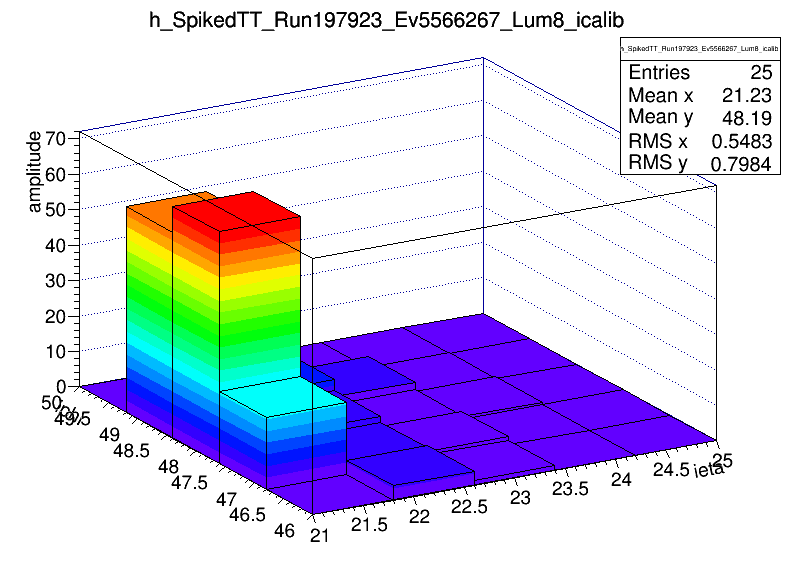 h_SpikedTT_Run197923_Ev5566267_Lum8_icalib
h_SpikedTT_Run197923_Ev5566267_Lum8_icalib
Entries 25
Mean x 21.23
Mean y 48.19
RMS x 0.5483
RMS y 0.7984
amplitude
70
60
50
40
30
20
10
0
50
49.5
49
48.5
48
47.5
47
46.5
46
21
21.5
22
22.5
23
23.5
24
24.5
25
ieta